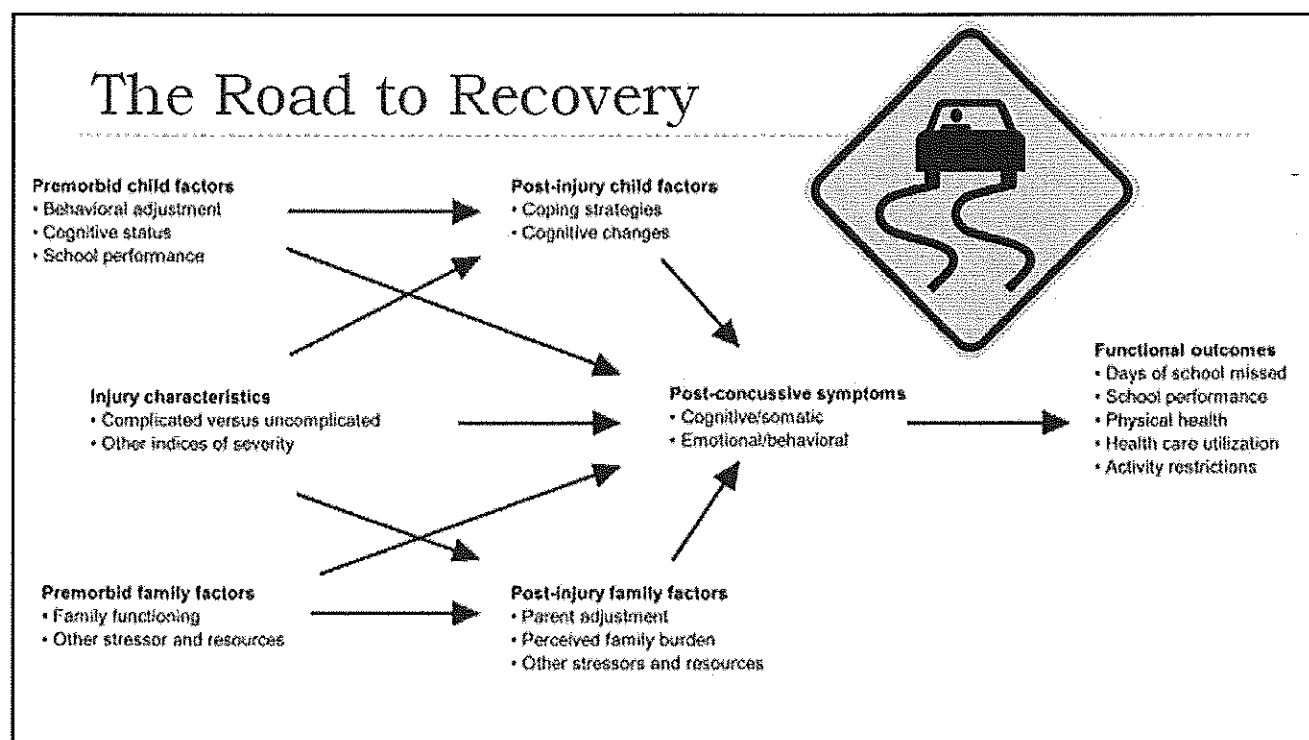 The Road to Recovery
Premorbid child factors
• Behavioral adjustment
• Cognitive status
• School performance
Post-injury child factors
• Coping strategies
• Cognitive changes
Injury characteristics
• Complicated versus uncomplicated
• Other indices of severity
Post-concussive symptoms
• Cognitive/somatic
• Emotional/behavioral
Functional outcomes
• Days of school missed
• School performance
• Physical health
• Health care utilization
• Activity restrictions
Premorbid family factors
• Family functioning
• Other stressor and resources
Post-injury family factors
• Parent adjustment
• Perceived family burden
• Other stressors and resources